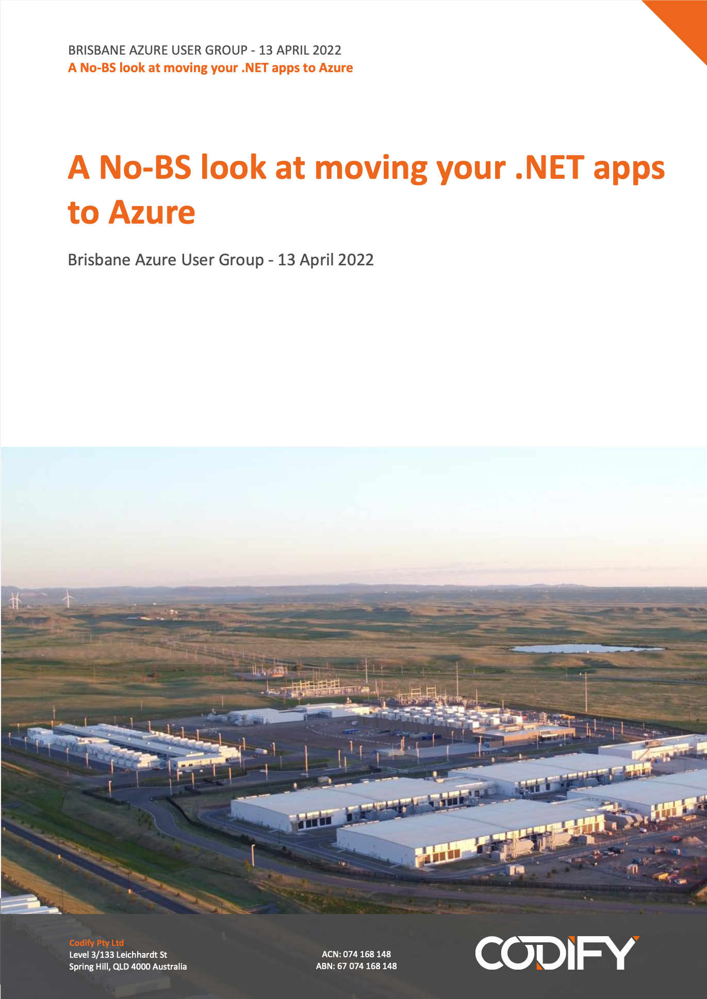 BRISBANE AZURE USER GROUP - 13 APRIL 2022
A No-BS look at moving your .NET apps to Azure
A No-BS look at moving your .NET apps
to Azure
Brisbane Azure User Group - 13 April 2022
Codify Pty Ltd
Level 3/133 Leichhardt St
Spring Hill, QLD 4000 Australia
ACN: 074 168 148
ABN: 67 074 168 148
CODIFY